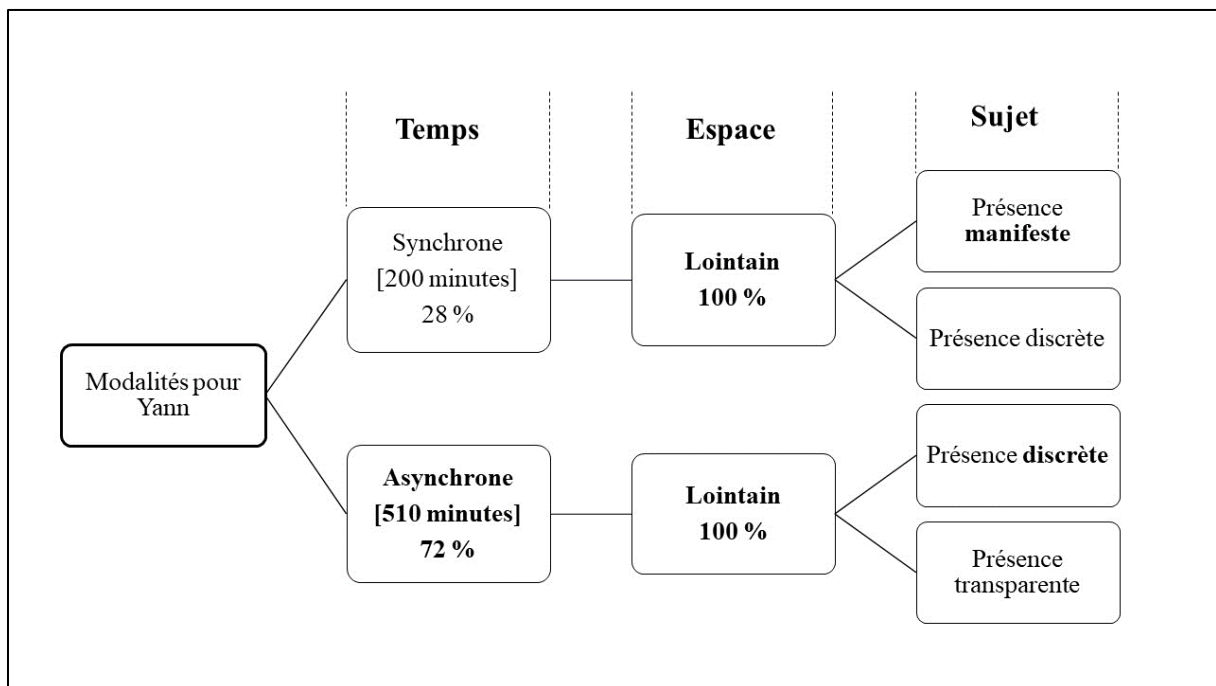 Temps
Espace
Sujet
Modalités pour
Yann
Synchrone
[200 minutes]
28 %
Lointain
100 %
Présence
manifeste
Présence discrète
Asynchrone
[510 minutes]
72 %
Lointain
100 %
Présence discrète
Présence
transparente